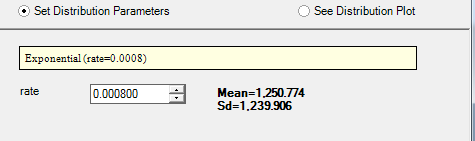 Set Distribution Parameters See Distribution Plot
Exponential (rate=0.0008)
rate 0.000800 Mean=1,250.774
Sd=1,239.906